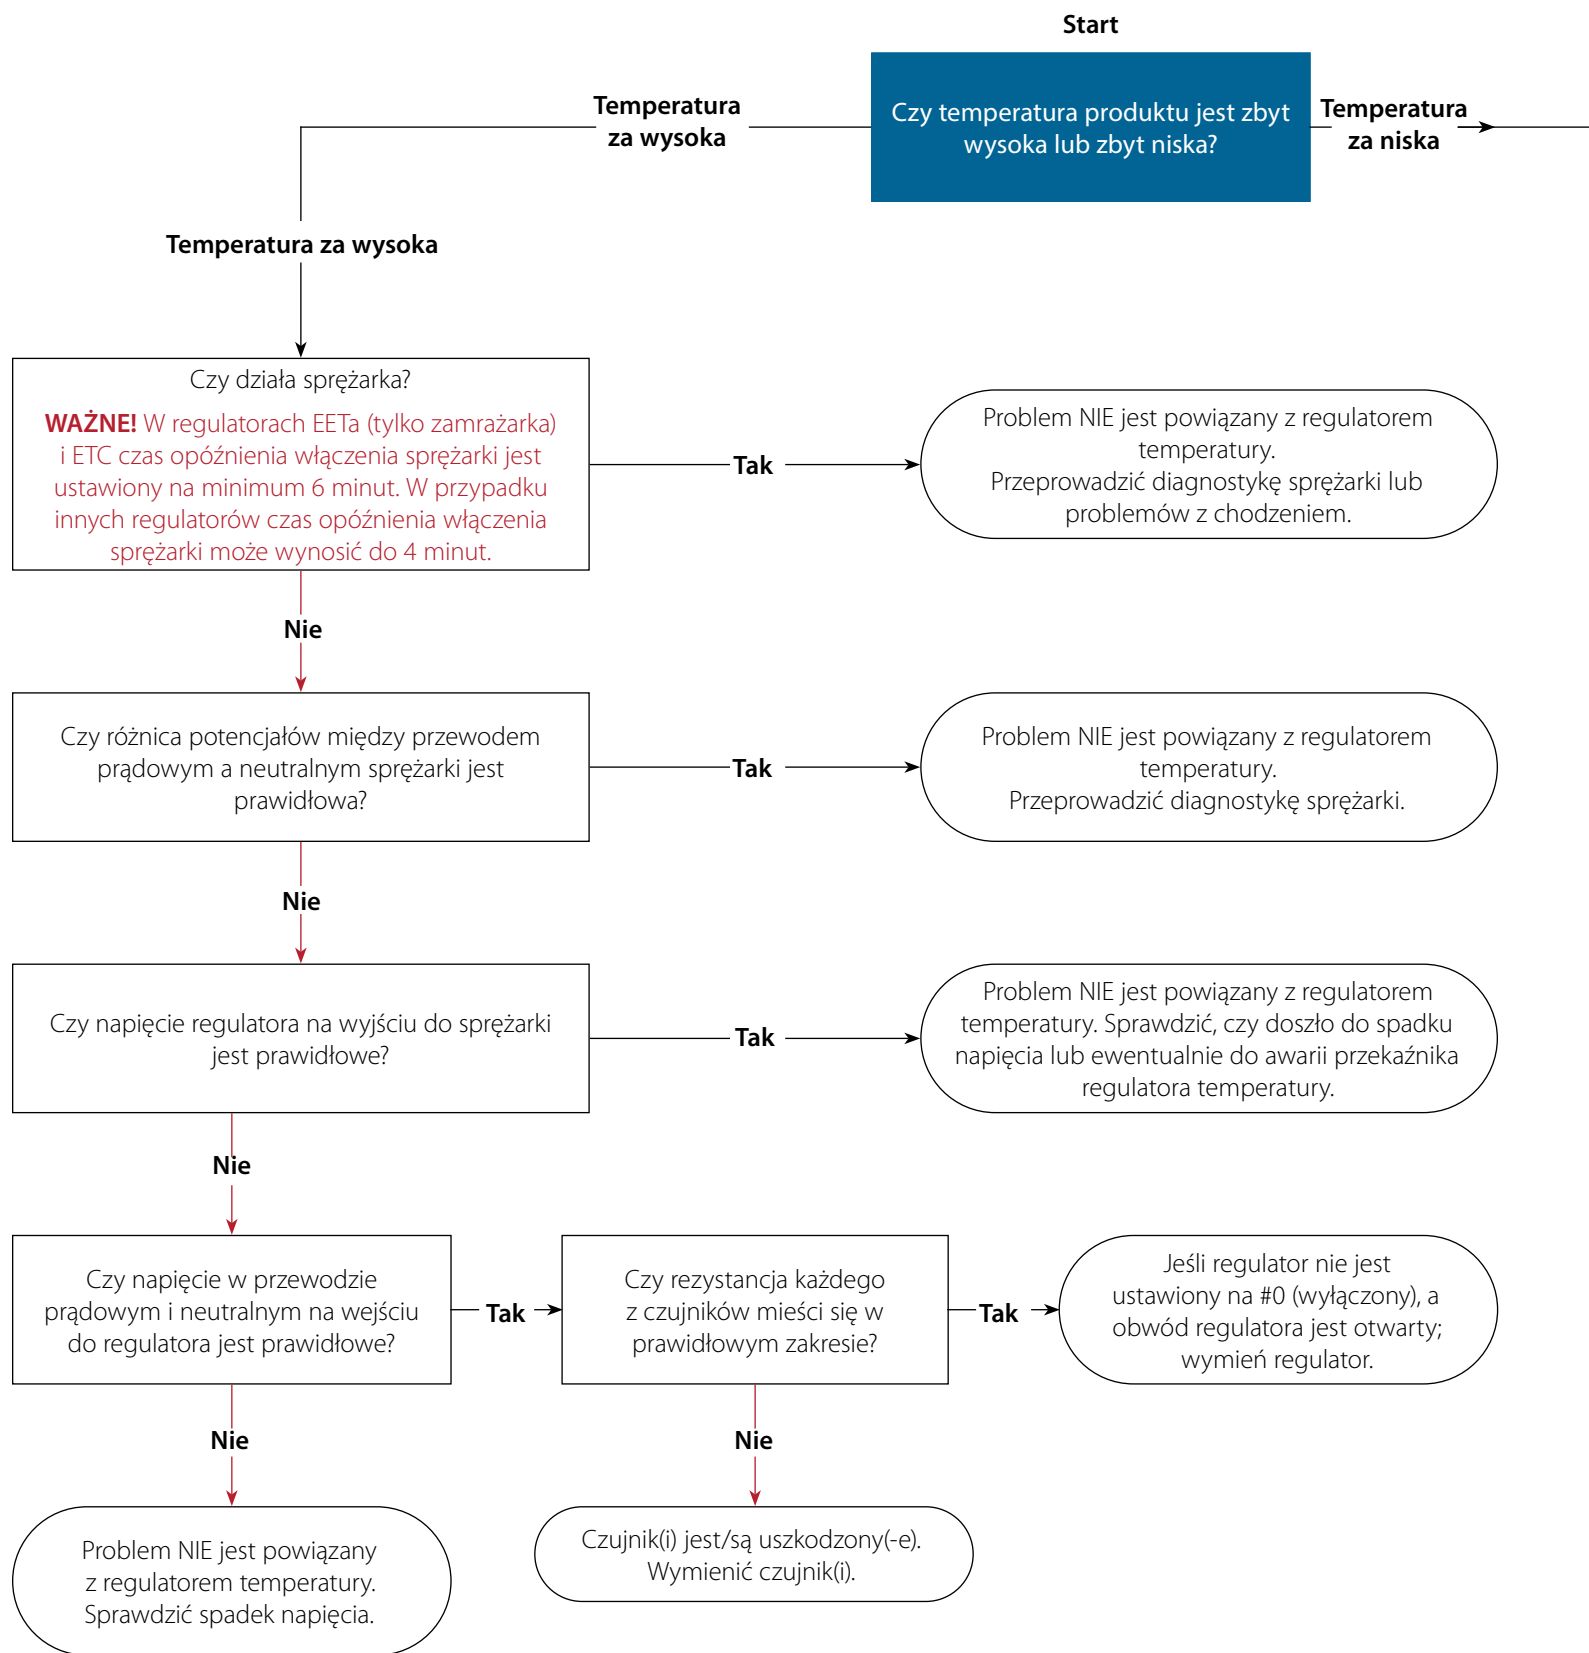 Start
Temperatura
za wysoka
Czy temperatura produktu jest zbyt
wysoka lub zbyt niska?
Temperatura
za niska
Temperatura za wysoka
Czy działa sprężarka?
WAŻNE! W regulatorach EETa (tylko zamrażarka)
i ETC czas opóźnienia włączenia sprężarki jest
ustawiony na minimum 6 minut. W przypadku
innych regulatorów czas opóźnienia włączenia
sprężarki może wynosić do 4 minut.
Tak
Problem NIE jest powiązany z regulatorem
temperatury.
Przeprowadzić diagnostykę sprężarki lub
problemów z chodzeniem.
Nie
Czy różnica potencjałów między przewodem
prądowym a neutralnym sprężarki jest
prawidłowa?
Tak
Problem NIE jest powiązany z regulatorem
temperatury.
Przeprowadzić diagnostykę sprężarki.
Nie
Czy napięcie regulatora na wyjściu do sprężarki
jest prawidłowe?
Tak
Problem NIE jest powiązany z regulatorem
temperatury. Sprawdzić, czy doszło do spadku
napięcia lub ewentualnie do awarii przekaźnika
regulatora temperatury.
Nie
Czy napięcie w przewodzie
prądowym i neutralnym na wejściu
do regulatora jest prawidłowe?
Tak
Czy rezystancja każdego
z czujników mieści się w
prawidłowym zakresie?
Tak
Jeśli regulator nie jest
ustawiony na #0 (wyłączony), a
obwód regulatora jest otwarty;
wymień regulator.
Nie
Nie
Problem NIE jest powiązany
z regulatorem temperatury.
Sprawdzić spadek napięcia.
Czujnik(i) jest/są uszkodzony(-e).
Wymienić czujnik(i).